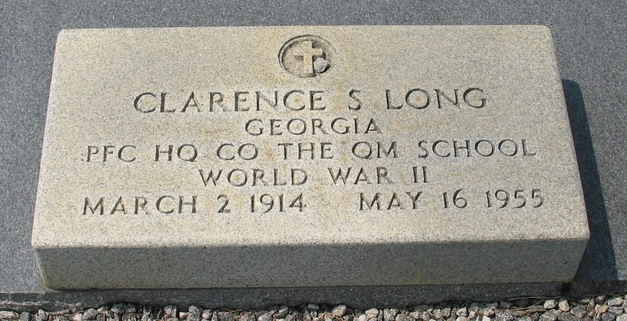 CLARENCE S LONG
GEORGIA
PFC HQ CO THE QM SCHOOL
WORLD WAR II
MARCH 2 1914 MAY 16 1955